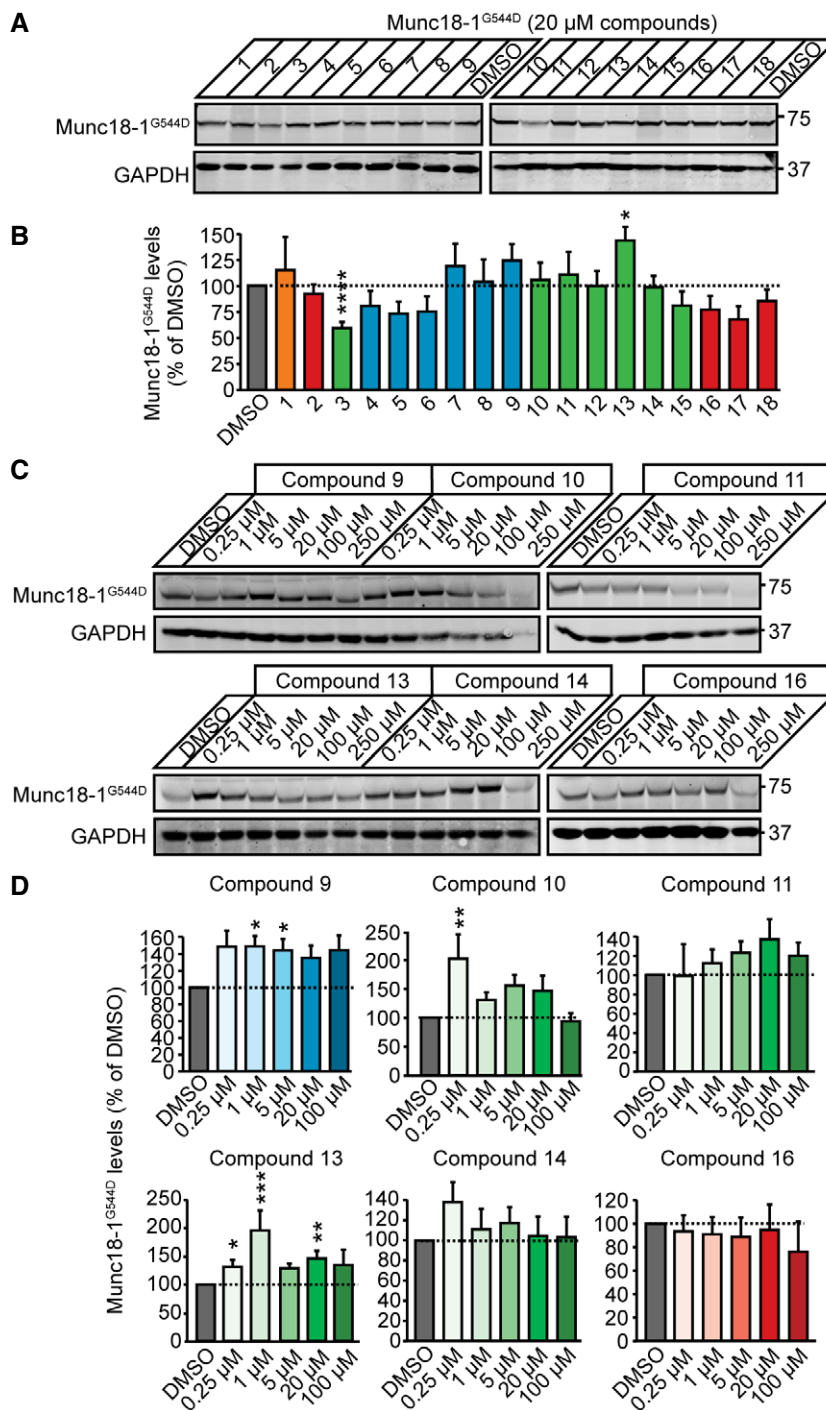 A
Munc18-1G544D (20 µM compounds)
1 2 3 4 5 6 7 8 9 DMSO 10 11 12 13 14 15 16 17 18 DMSO
Munc18-1G544D
75
GAPDH
37
B
Munc18-1G544D levels
(% of DMSO)
****
*
150
125
100
75
50
25
0
DMSO 1 2 3 4 5 6 7 8 9 10 11 12 13 14 15 16 17 18
C
Compound 9 Compound 10 Compound 11
DMSO 0.25 µM 1 µM 5 µM 20 µM 100 µM 250 µM 0.25 µM 1 µM 5 µM 20 µM 100 µM 250 µM DMSO 0.25 µM 1 µM 5 µM 20 µM 100 µM 250 µM
Munc18-1G544D
75
GAPDH
37
Compound 13 Compound 14 Compound 16
DMSO 0.25 µM 1 µM 5 µM 20 µM 100 µM 250 µM 0.25 µM 1 µM 5 µM 20 µM 100 µM 250 µM DMSO 0.25 µM 1 µM 5 µM 20 µM 100 µM 250 µM
Munc18-1G544D
75
GAPDH
37
D
Munc18-1G544D levels (% of DMSO)
Compound 9
* *
160
140
120
100
80
60
40
20
0
DMSO 0.25 µM 1 µM 5 µM 20 µM 100 µM
Compound 10
**
250
200
150
100
50
0
DMSO 0.25 µM 1 µM 5 µM 20 µM 100 µM
Compound 11
140
120
100
80
60
40
20
0
DMSO 0.25 µM 1 µM 5 µM 20 µM 100 µM
Compound 13
* *** **
250
200
150
100
50
0
DMSO 0.25 µM 1 µM 5 µM 20 µM 100 µM
Compound 14
140
120
100
80
60
40
20
0
DMSO 0.25 µM 1 µM 5 µM 20 µM 100 µM
Compound 16
100
80
60
40
20
0
DMSO 0.25 µM 1 µM 5 µM 20 µM 100 µM